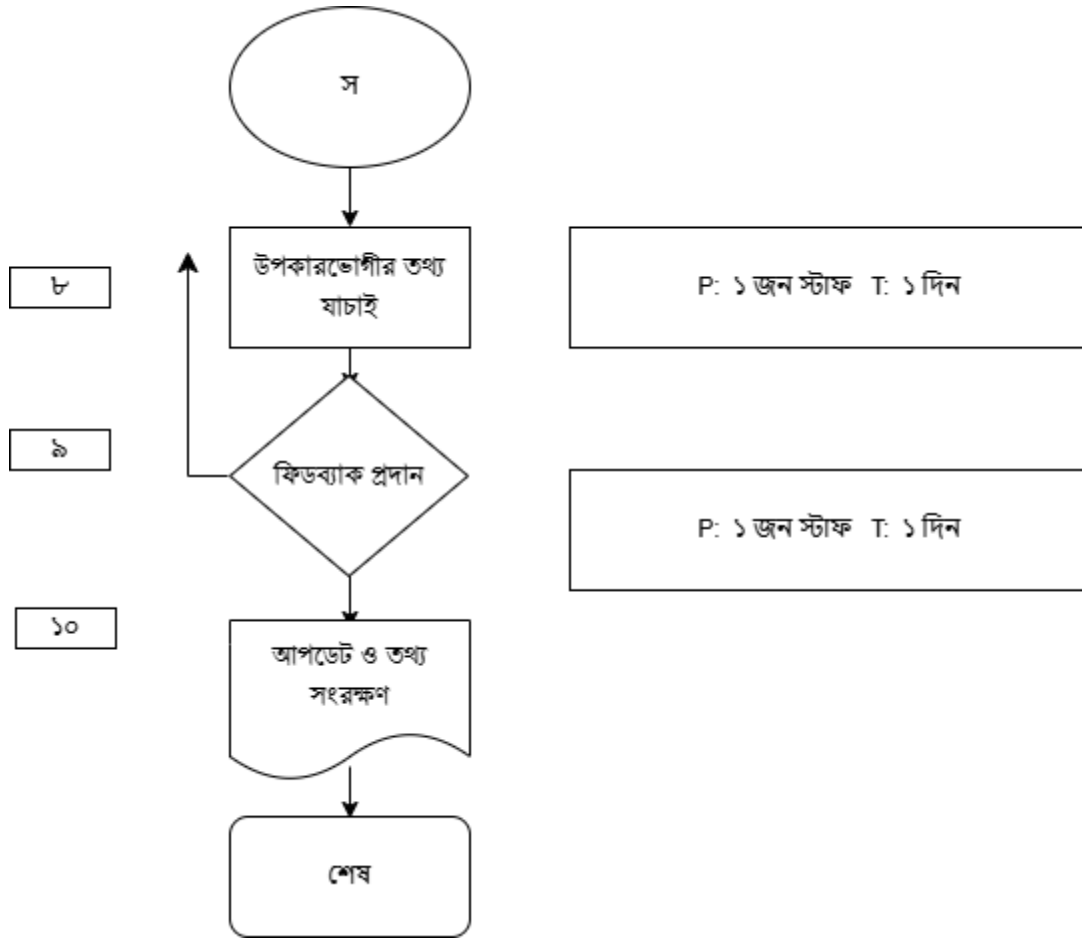 স
৮
উপকারভোগীর তথ্য
যাচাই
P: ১ জন স্টাফ T: ১ দিন
৯
ফিডব্যাক প্রদান
P: ১ জন স্টাফ T: ১ দিন
১০
আপডেট ও তথ্য
সংরক্ষণ
শেষ